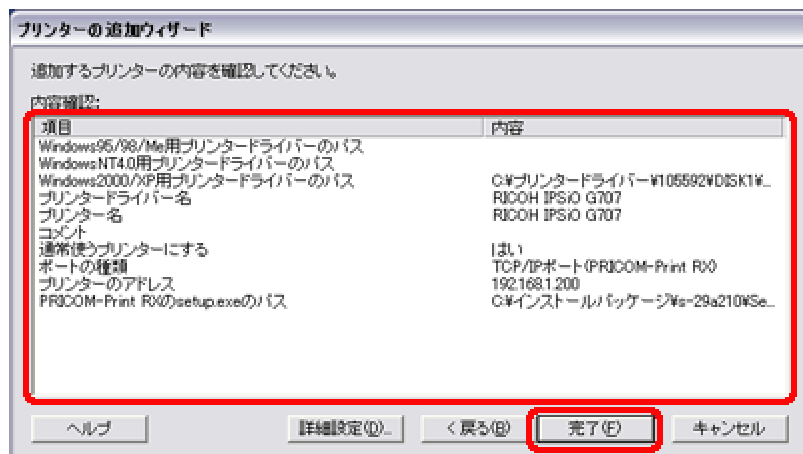 プリンターの追加ウィザード
追加するプリンターの内容を確認してください。
内容確認:
項目 内容
Windows95/98/Me用プリンタードライバーのパス
WindowsNT4.0用プリンタードライバーのパス
Windows2000/XP用プリンタードライバーのパス C:¥プリンタードライバー¥105592¥DISK1¥...
プリンタードライバー名 RICOH IPSiO G707
プリンター名 RICOH IPSiO G707
コメント
通常使うプリンターにする はい
ポートの種類 TCP/IPポート(PRICOM-Print RX)
プリンターのアドレス 192.168.1.200
PRICOM-Print RXのsetup.exeのパス C:¥インストールパッケージ¥s-29a210¥Se...
ヘルプ 詳細設定(D)... < 戻る(B) 完了(F) キャンセル